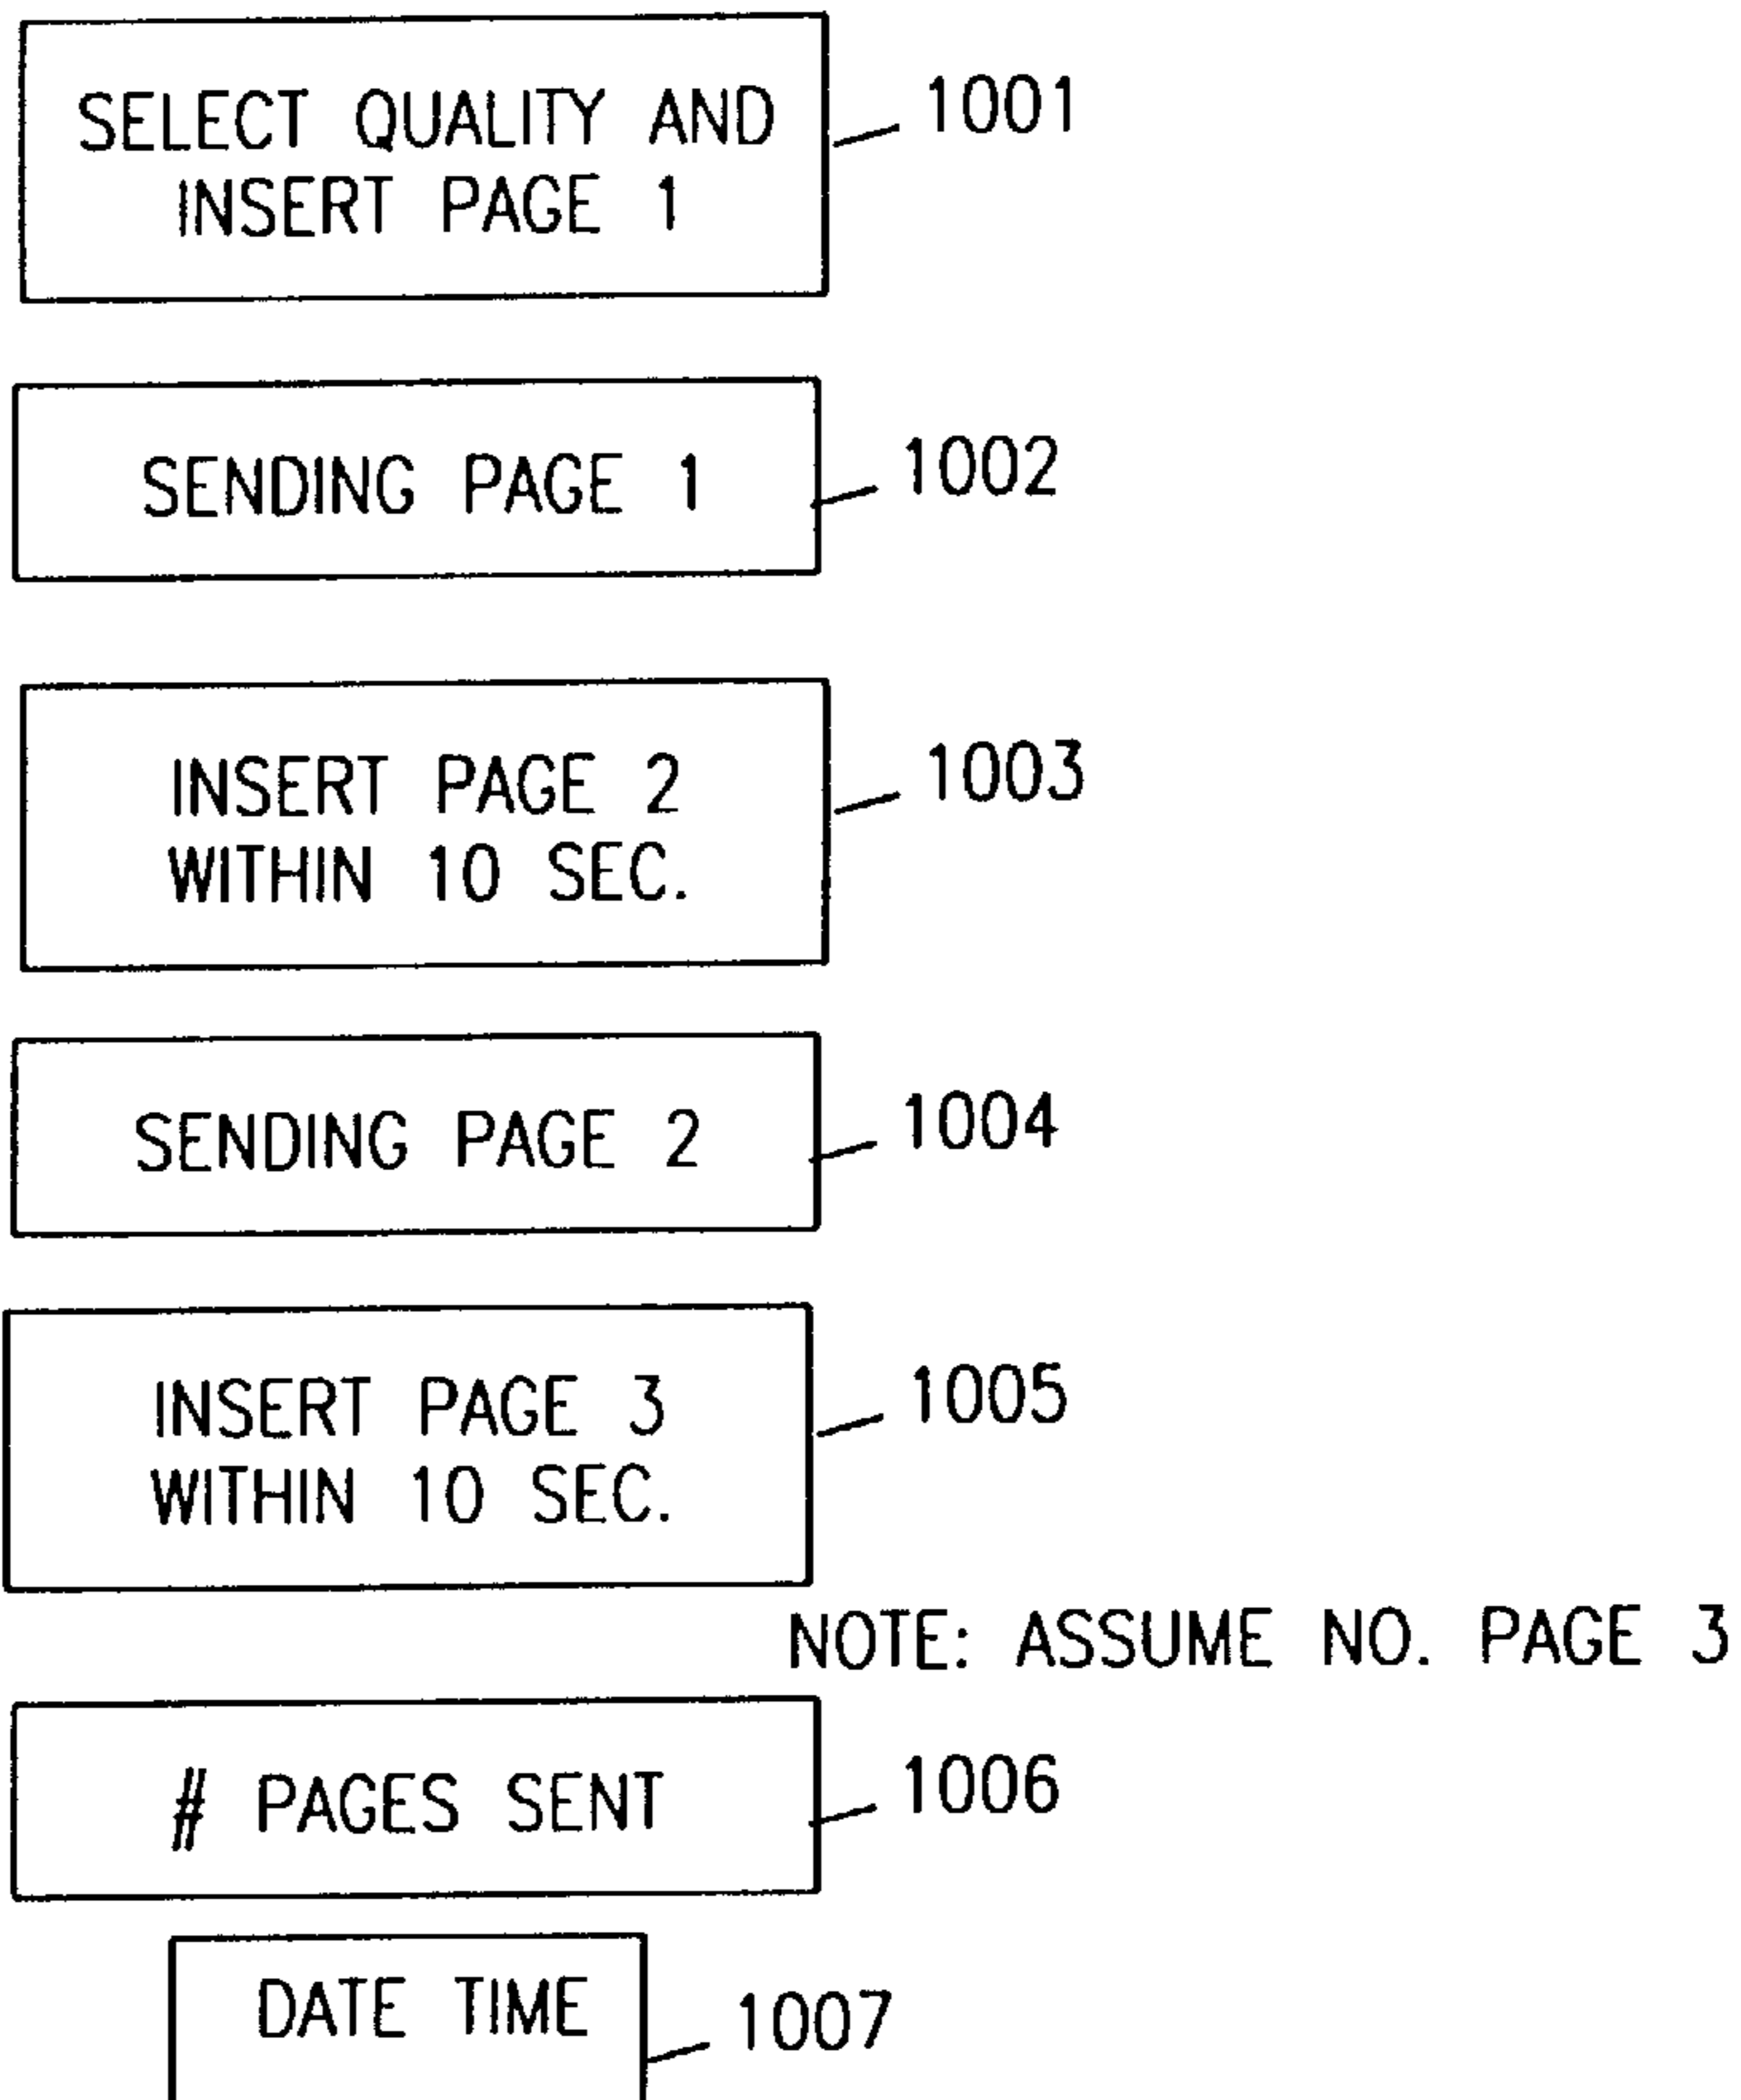 SELECT QUALITY AND
INSERT PAGE 1
1001
SENDING PAGE 1
1002
INSERT PAGE 2
WITHIN 10 SEC.
1003
SENDING PAGE 2
1004
INSERT PAGE 3
WITHIN 10 SEC.
1005
NOTE: ASSUME NO. PAGE 3
# PAGES SENT
1006
DATE TIME
1007